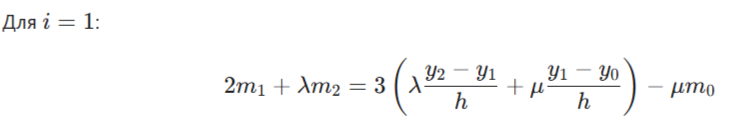 Для i = 1:
2m₁ + λm₂ = 3 (λ (y₂ − y₁)/h + μ (y₁ − y₀)/h) − μm₀